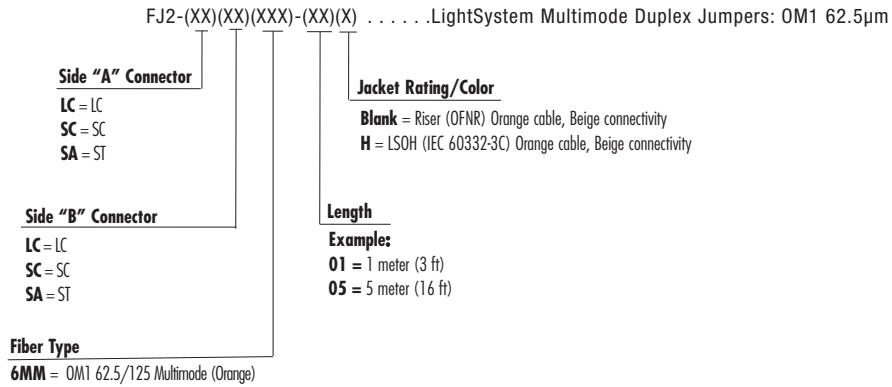 FJ2-(XX)(XX)(XXX)-(XX)(X) . . . . . .LightSystem Multimode Duplex Jumpers: OM1 62.5µm
Side “A” Connector
LC = LC
SC = SC
SA = ST
Jacket Rating/Color
Blank = Riser (OFNR) Orange cable, Beige connectivity
H = LSOH (IEC 60332-3C) Orange cable, Beige connectivity
Side “B” Connector
LC = LC
SC = SC
SA = ST
Length
Example:
01 = 1 meter (3 ft)
05 = 5 meter (16 ft)
Fiber Type
6MM = OM1 62.5/125 Multimode (Orange)